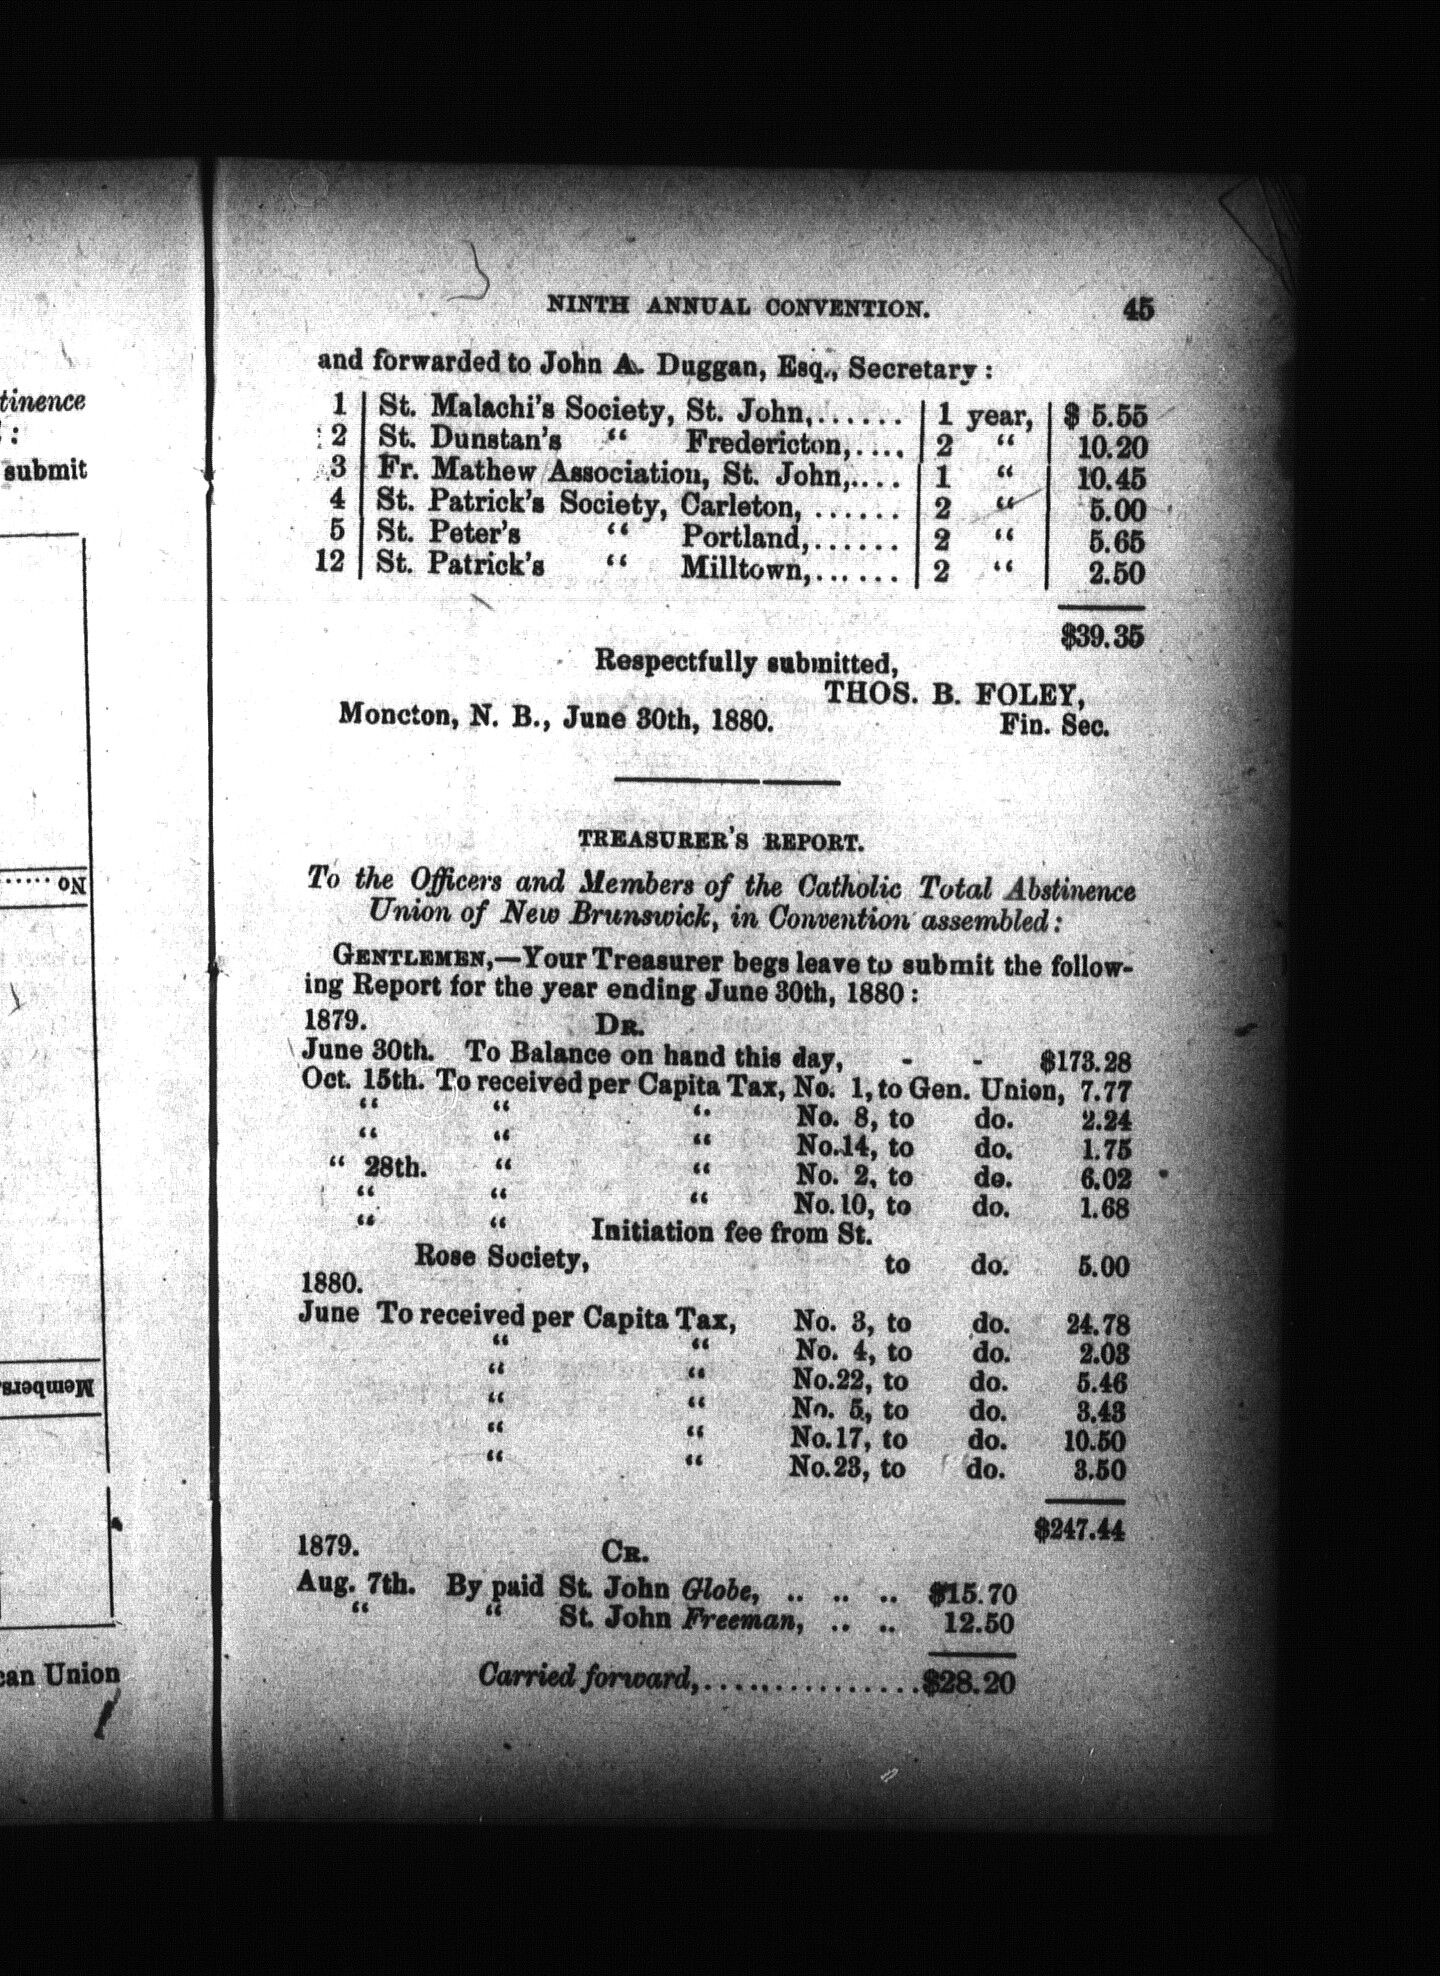 tinence
:
submit
No ......
Members.
can Union
NINTH ANNUAL CONVENTION. 45
and forwarded to John A. Duggan, Esq., Secretary:
1 | St. Malachi's Society, St. John,...... | 1 year, | $ 5.55
2 | St. Dunstan's “ Fredericton,.... | 2 “ | 10.20
3 | Fr. Mathew Association, St. John,.... | 1 “ | 10.45
4 | St. Patrick's Society, Carleton, ...... | 2 “ | 5.00
5 | St. Peter's “ Portland,...... | 2 “ | 5.65
12 | St. Patrick's “ Milltown,...... | 2 “ | 2.50
$39.35
Respectfully submitted,
THOS. B. FOLEY,
Moncton, N. B., June 30th, 1880. Fin. Sec.
TREASURER'S REPORT.
To the Officers and Members of the Catholic Total Abstinence
Union of New Brunswick, in Convention assembled:
GENTLEMEN,—Your Treasurer begs leave to submit the follow-
ing Report for the year ending June 30th, 1880:
1879. DR.
June 30th. To Balance on hand this day, - - $173.28
Oct. 15th. To received per Capita Tax, No. 1, to Gen. Union, 7.77
“ “ “ No. 8, to do. 2.24
“ “ “ No.14, to do. 1.75
“ 28th. “ “ No. 2, to do. 6.02
“ “ “ No. 10, to do. 1.68
“ “ Initiation fee from St.
Rose Society, to do. 5.00
1880.
June To received per Capita Tax, No. 3, to do. 24.78
“ “ No. 4, to do. 2.03
“ “ No.22, to do. 5.46
“ “ No. 5, to do. 3.43
“ “ No.17, to do. 10.50
“ “ No.23, to do. 3.50
$247.44
1879. CR.
Aug. 7th. By paid St. John Globe, .. .. .. $15.70
“ “ St. John Freeman, .. .. 12.50
Carried forward,................$28.20